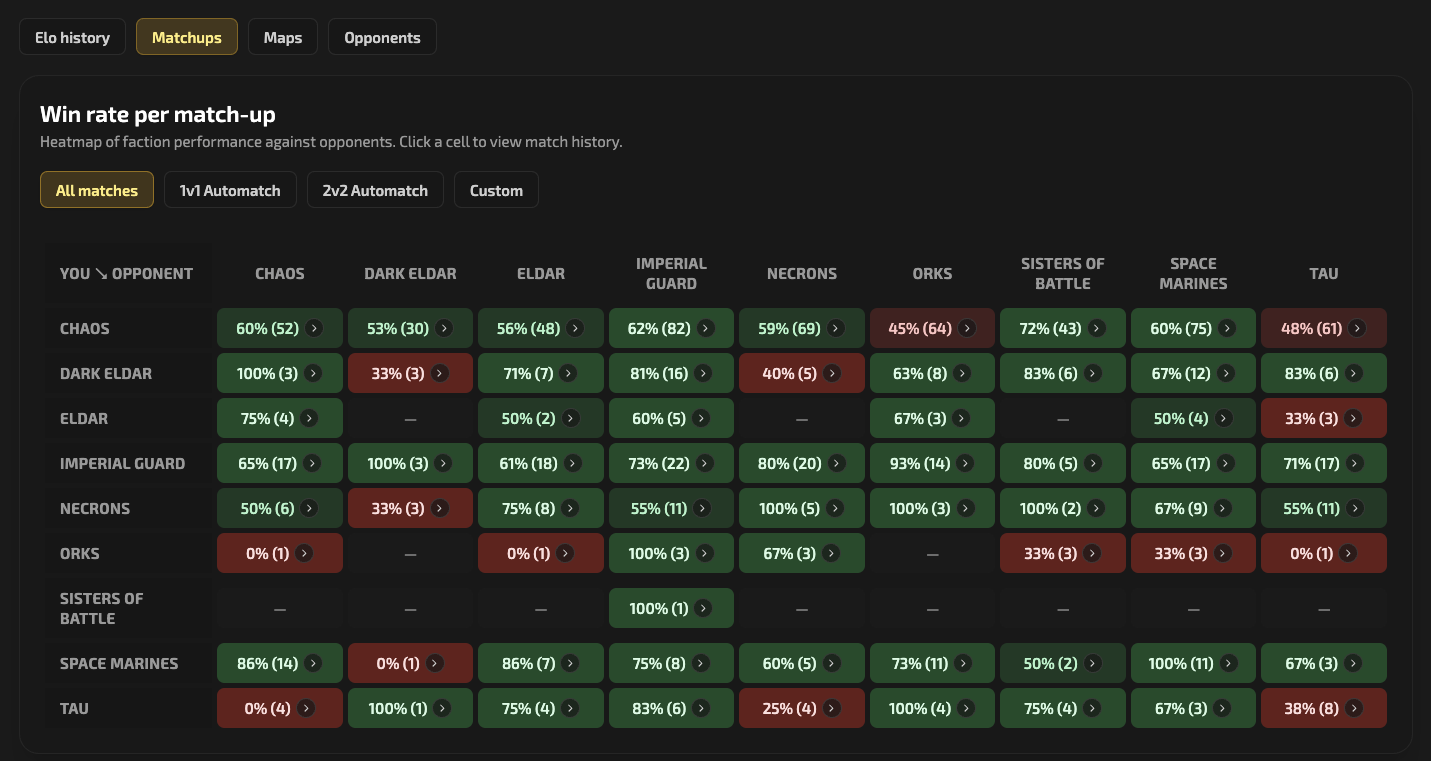 Elo history Matchups Maps Opponents
Win rate per match-up
Heatmap of faction performance against opponents. Click a cell to view match history.
All matches 1v1 Automatch 2v2 Automatch Custom
YOU ↘ OPPONENT CHAOS DARK ELDAR ELDAR IMPERIAL GUARD NECRONS ORKS SISTERS OF BATTLE SPACE MARINES TAU
CHAOS 60% (52) 53% (30) 56% (48) 62% (82) 59% (69) 45% (64) 72% (43) 60% (75) 48% (61)
DARK ELDAR 100% (3) 33% (3) 71% (7) 81% (16) 40% (5) 63% (8) 83% (6) 67% (12) 83% (6)
ELDAR 75% (4) — 50% (2) 60% (5) — 67% (3) — 50% (4) 33% (3)
IMPERIAL GUARD 65% (17) 100% (3) 61% (18) 73% (22) 80% (20) 93% (14) 80% (5) 65% (17) 71% (17)
NECRONS 50% (6) 33% (3) 75% (8) 55% (11) 100% (5) 100% (3) 100% (2) 67% (9) 55% (11)
ORKS 0% (1) — 0% (1) 100% (3) 67% (3) — 33% (3) 33% (3) 0% (1)
SISTERS OF BATTLE — — — 100% (1) — — — — —
SPACE MARINES 86% (14) 0% (1) 86% (7) 75% (8) 60% (5) 73% (11) 50% (2) 100% (11) 67% (3)
TAU 0% (4) 100% (1) 75% (4) 83% (6) 25% (4) 100% (4) 75% (4) 67% (3) 38% (8)